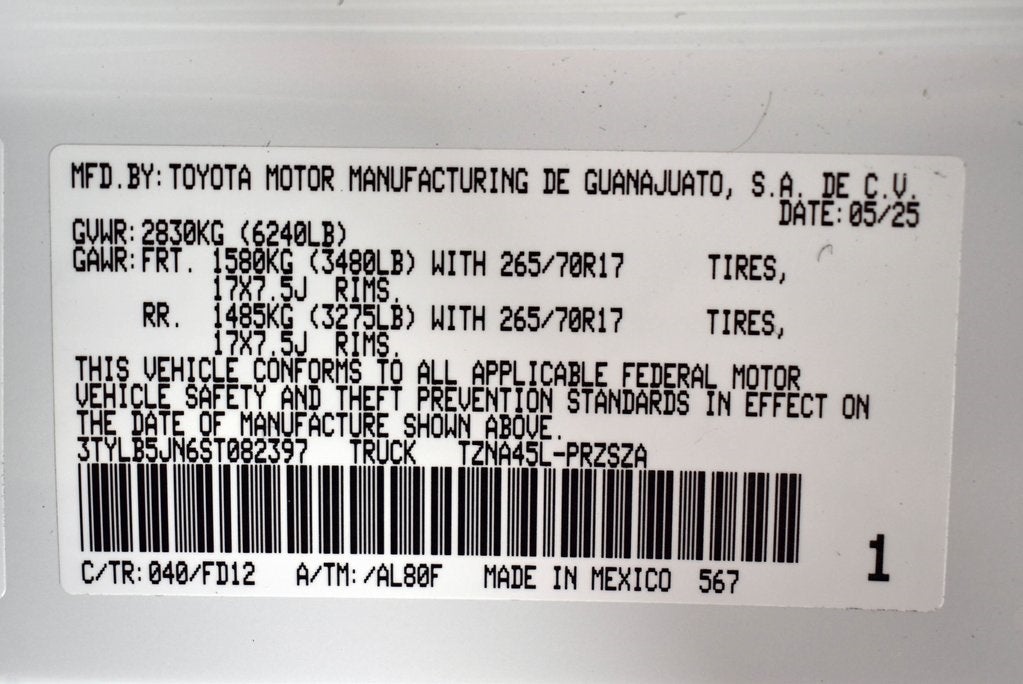 MFD.BY:TOYOTA MOTOR MANUFACTURING DE GUANAJUATO, S.A. DE C.V.
DATE:05/25
GVWR:2830KG (6240LB)
GAWR:FRT. 1580KG (3480LB) WITH 265/70R17 TIRES,
17X7.5J RIMS.
RR. 1485KG (3275LB) WITH 265/70R17 TIRES,
17X7.5J RIMS.
THIS VEHICLE CONFORMS TO ALL APPLICABLE FEDERAL MOTOR
VEHICLE SAFETY AND THEFT PREVENTION STANDARDS IN EFFECT ON
THE DATE OF MANUFACTURE SHOWN ABOVE.
3TYLB5JN6ST082397 TRUCK TZNA45L-PRZSZA
1
C/TR:040/FD12 A/TM:/AL80F MADE IN MEXICO 567